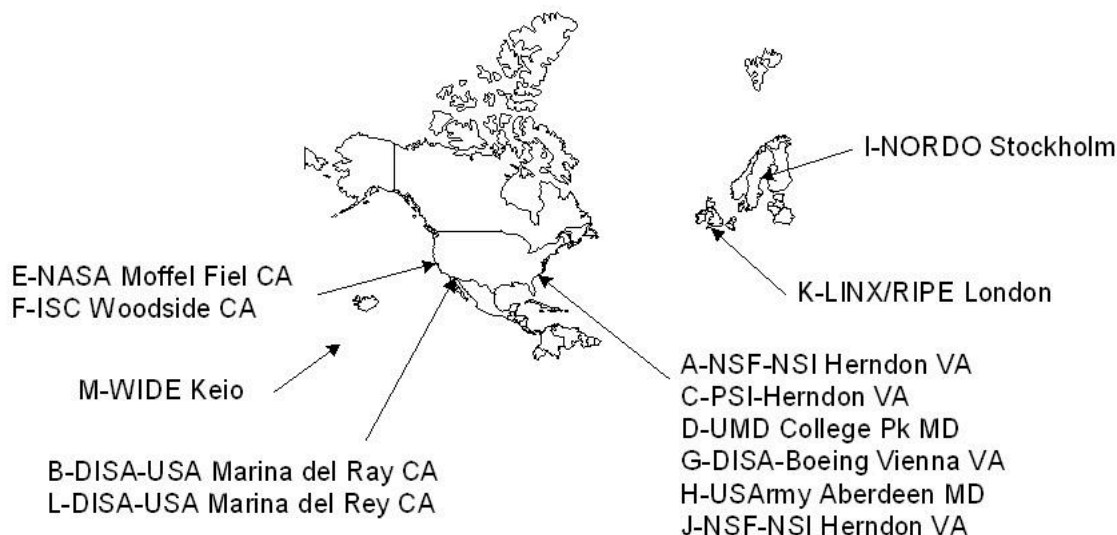 I-NORDO Stockholm
E-NASA Moffel Fiel CA
F-ISC Woodside CA
K-LINX/RIPE London
M-WIDE Keio
A-NSF-NSI Herndon VA
C-PSI-Herndon VA
D-UMD College Pk MD
G-DISA-Boeing Vienna VA
H-USArmy Aberdeen MD
J-NSF-NSI Herndon VA
B-DISA-USA Marina del Ray CA
L-DISA-USA Marina del Rey CA